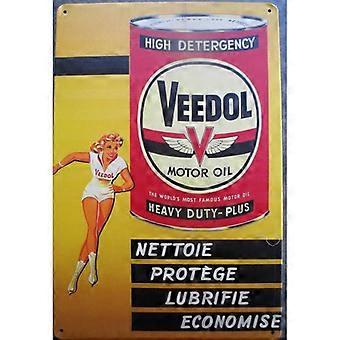 HIGH DETERGENCY
VEEDOL
V
MOTOR OIL
THE WORLD'S MOST FAMOUS MOTOR OIL
HEAVY DUTY-PLUS
VEEDOL
NETTOIE
PROTÈGE
LUBRIFIE
ECONOMISE